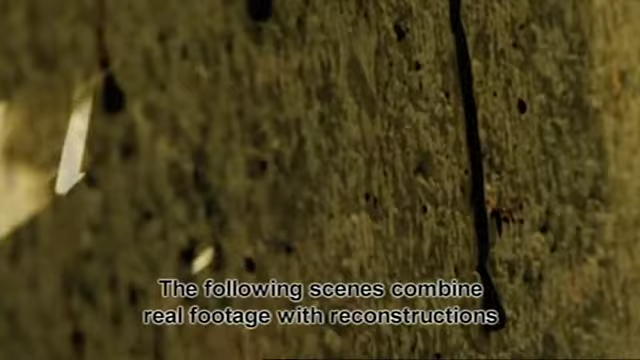 The following scenes combine
real footage with reconstructions